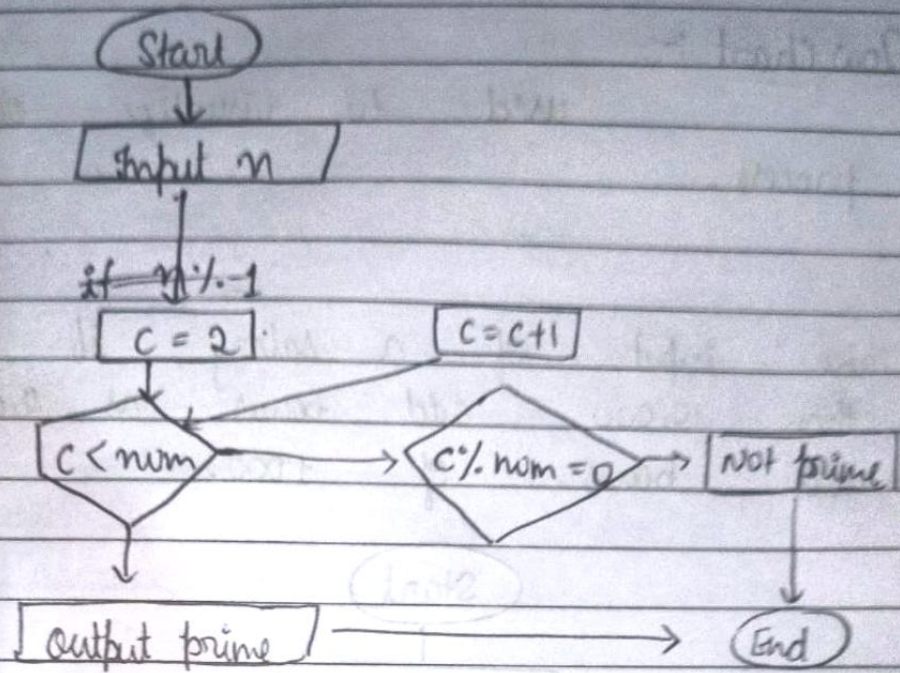 Start
Input n
if n % -1
C = 2
C = C+1
C < num
C % num = 0
Not prime
output prime
End